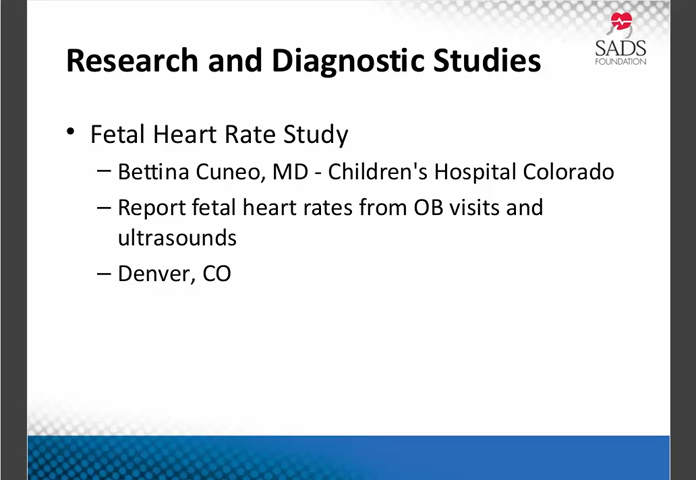 SADS
FOUNDATION
Research and Diagnostic Studies
• Fetal Heart Rate Study
– Bettina Cuneo, MD - Children's Hospital Colorado
– Report fetal heart rates from OB visits and
ultrasounds
– Denver, CO